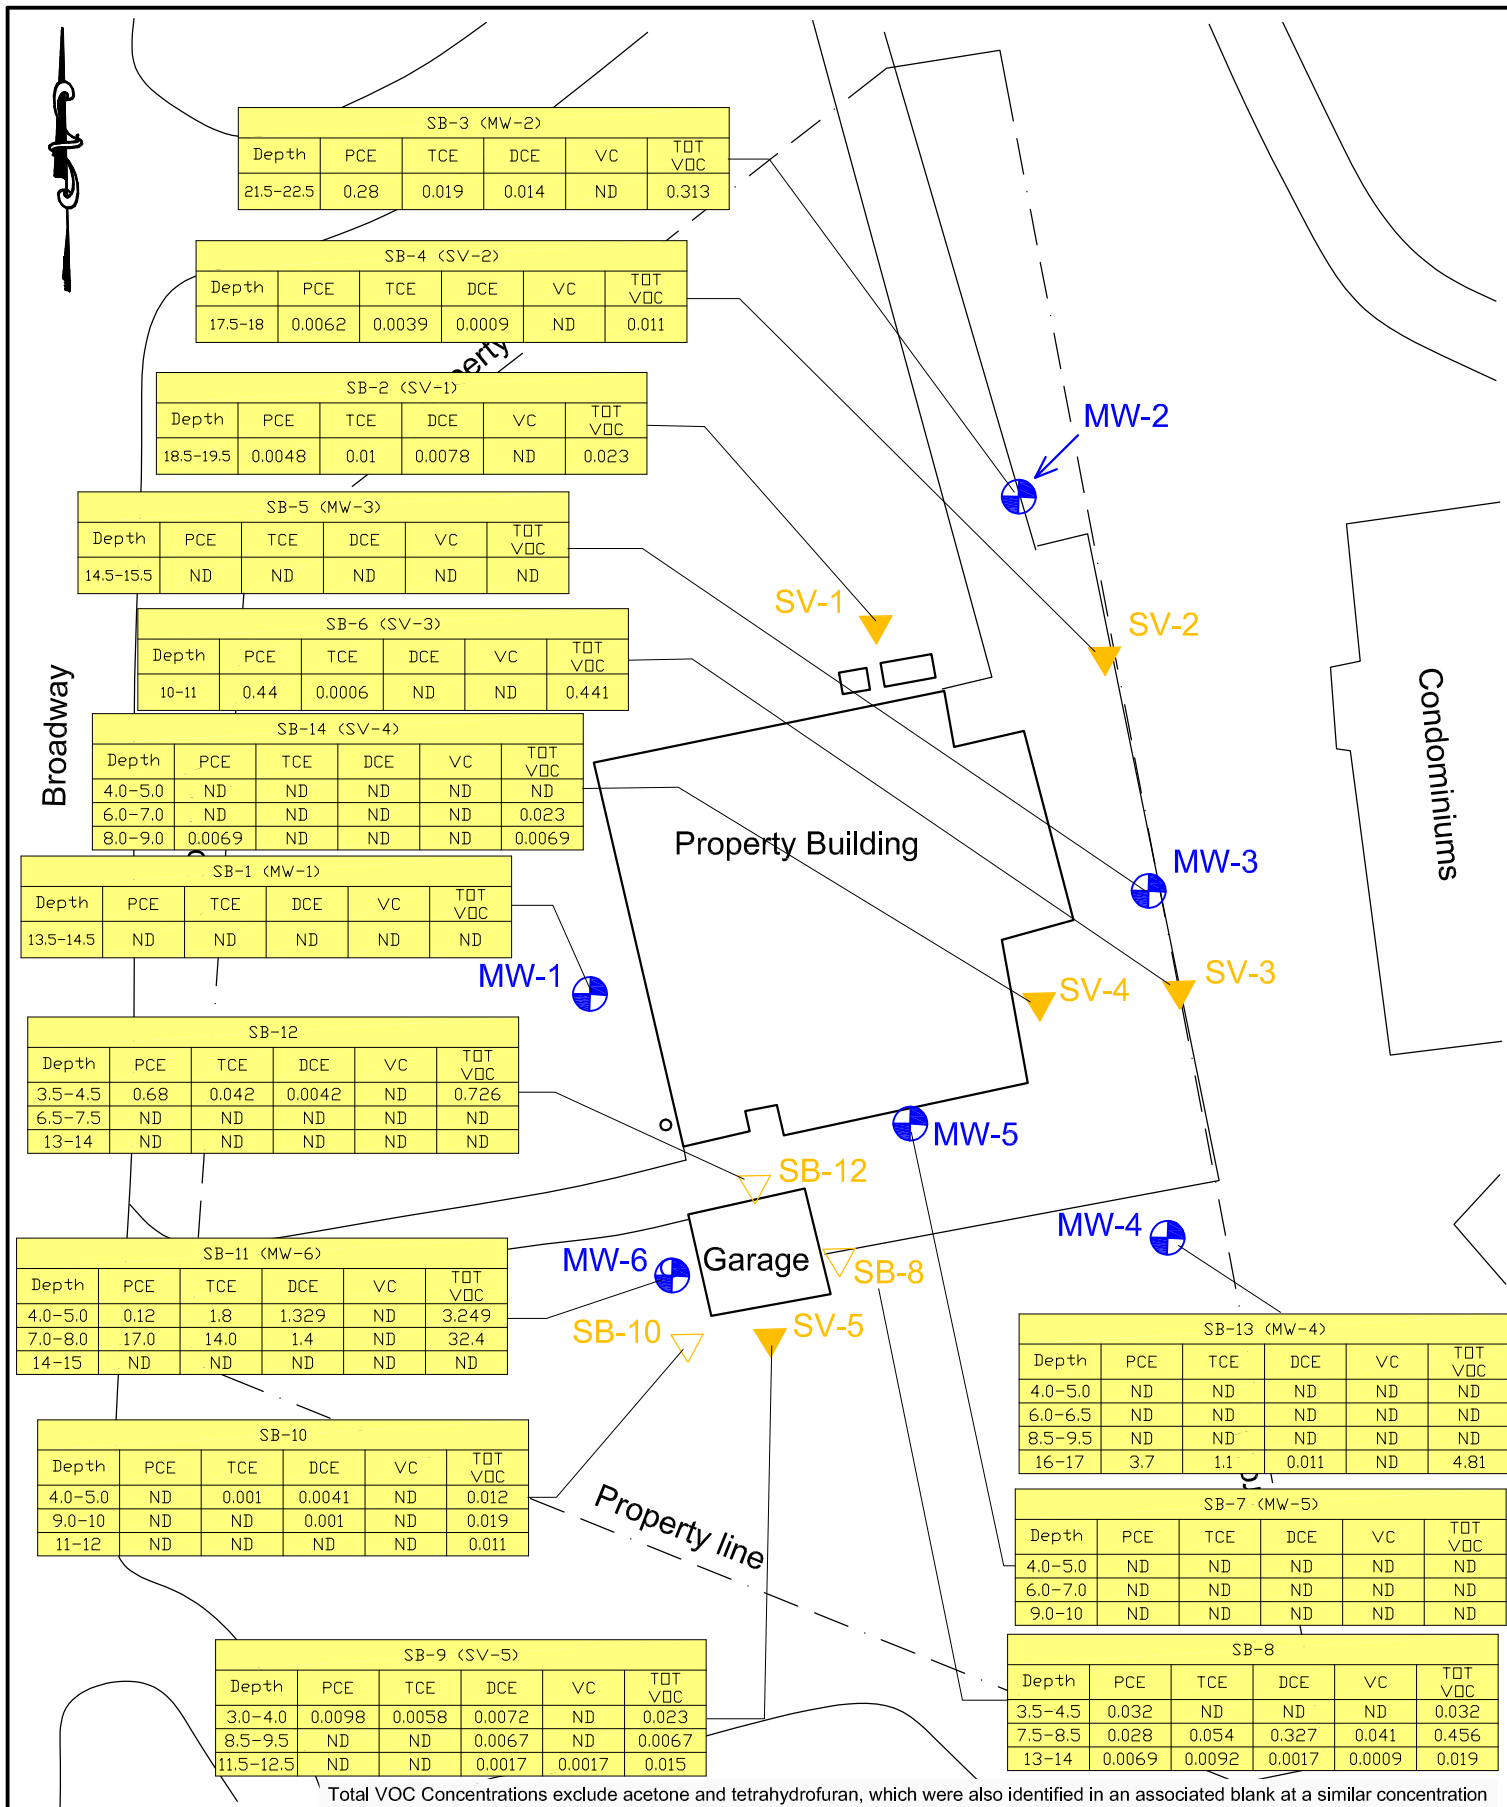 SB-3 (MW-2)
Depth PCE TCE DCE VC TOT VOC
21.5-22.5 0.28 0.019 0.014 ND 0.313
SB-4 (SV-2)
Depth PCE TCE DCE VC TOT VOC
17.5-18 0.0062 0.0039 0.0009 ND 0.011
SB-2 (SV-1)
Depth PCE TCE DCE VC TOT VOC
18.5-19.5 0.0048 0.01 0.0078 ND 0.023
SB-5 (MW-3)
Depth PCE TCE DCE VC TOT VOC
14.5-15.5 ND ND ND ND ND
SB-6 (SV-3)
Depth PCE TCE DCE VC TOT VOC
10-11 0.44 0.0006 ND ND 0.441
SB-14 (SV-4)
Depth PCE TCE DCE VC TOT VOC
4.0-5.0 ND ND ND ND ND
6.0-7.0 ND ND ND ND 0.023
8.0-9.0 0.0069 ND ND ND 0.0069
SB-1 (MW-1)
Depth PCE TCE DCE VC TOT VOC
13.5-14.5 ND ND ND ND ND
SB-12
Depth PCE TCE DCE VC TOT VOC
3.5-4.5 0.68 0.042 0.0042 ND 0.726
6.5-7.5 ND ND ND ND ND
13-14 ND ND ND ND ND
SB-11 (MW-6)
Depth PCE TCE DCE VC TOT VOC
4.0-5.0 0.12 1.8 1.329 ND 3.249
7.0-8.0 17.0 14.0 1.4 ND 32.4
14-15 ND ND ND ND ND
SB-10
Depth PCE TCE DCE VC TOT VOC
4.0-5.0 ND 0.001 0.0041 ND 0.012
9.0-10 ND ND 0.001 ND 0.019
11-12 ND ND ND ND 0.011
SB-9 (SV-5)
Depth PCE TCE DCE VC TOT VOC
3.0-4.0 0.0098 0.0058 0.0072 ND 0.023
8.5-9.5 ND ND 0.0067 ND 0.0067
11.5-12.5 ND ND 0.0017 0.0017 0.015
SB-13 (MW-4)
Depth PCE TCE DCE VC TOT VOC
4.0-5.0 ND ND ND ND ND
6.0-6.5 ND ND ND ND ND
8.5-9.5 ND ND ND ND ND
16-17 3.7 1.1 0.011 ND 4.81
SB-7 (MW-5)
Depth PCE TCE DCE VC TOT VOC
4.0-5.0 ND ND ND ND ND
6.0-7.0 ND ND ND ND ND
9.0-10 ND ND ND ND ND
SB-8
Depth PCE TCE DCE VC TOT VOC
3.5-4.5 0.032 ND ND ND 0.032
7.5-8.5 0.028 0.054 0.327 0.041 0.456
13-14 0.0069 0.0092 0.0017 0.0009 0.019
MW-2
SV-1
SV-2
Broadway
Condominiums
Property Building
MW-3
MW-1
SV-4
SV-3
MW-5
SB-12
MW-4
MW-6
Garage
SB-8
SB-10
SV-5
Property line
Total VOC Concentrations exclude acetone and tetrahydrofuran, which were also identified in an associated blank at a similar concentration